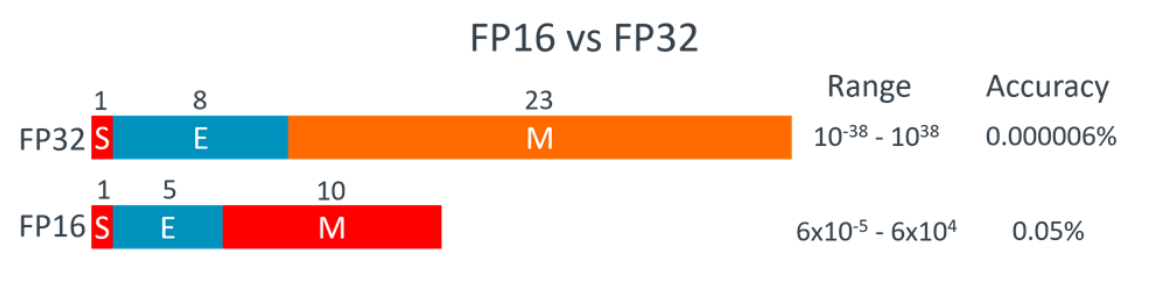 FP16 vs FP32
Range Accuracy
1 8 23
FP32 S E M 10⁻³⁸ - 10³⁸ 0.000006%
1 5 10
FP16 S E M 6x10⁻⁵ - 6x10⁴ 0.05%